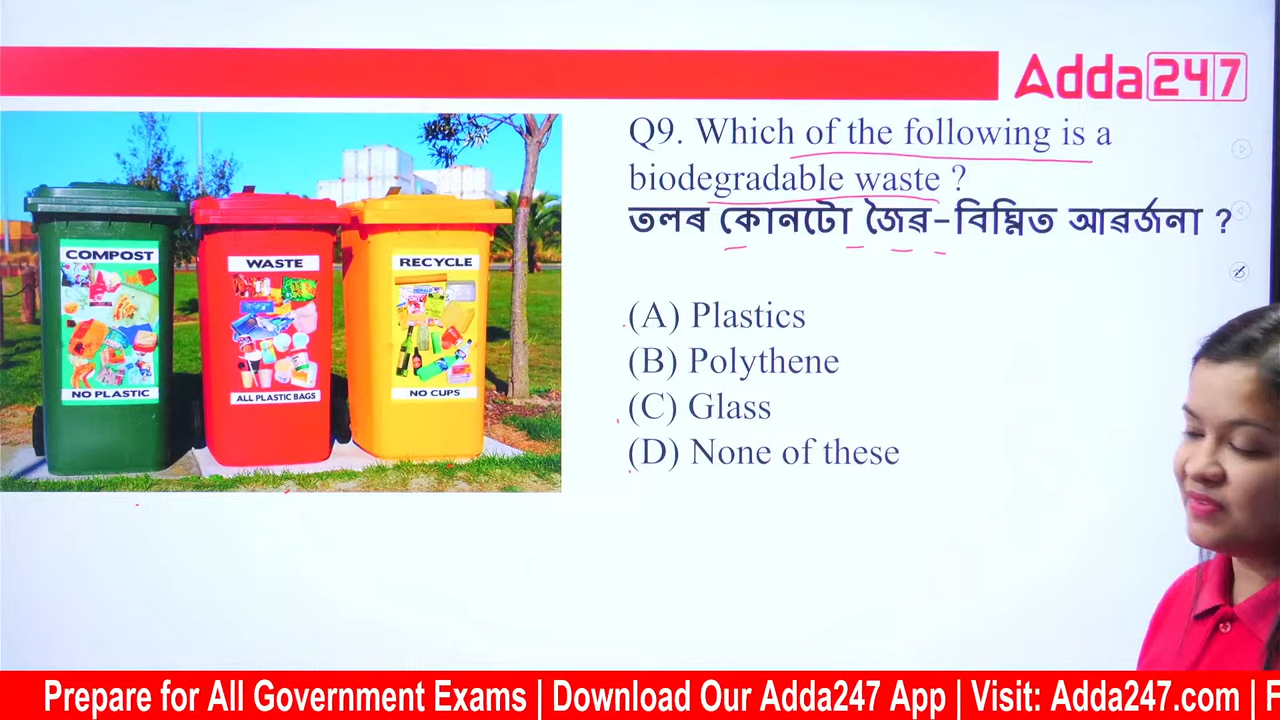 Adda247
Q9. Which of the following is a
biodegradable waste ?
তলৰ কোনটো জৈৱ-বিঘ্নিত আৱৰ্জনা ?
(A) Plastics
(B) Polythene
(C) Glass
(D) None of these
COMPOST
NO PLASTIC
WASTE
ALL PLASTIC BAGS
RECYCLE
NO CUPS
Prepare for All Government Exams | Download Our Adda247 App | Visit: Adda247.com | F